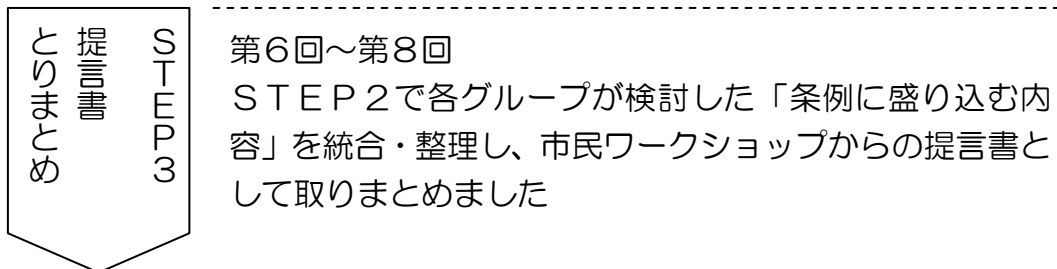 ＳＴＥＰ３
提言書
とりまとめ
第６回～第８回
ＳＴＥＰ２で各グループが検討した「条例に盛り込む内
容」を統合・整理し、市民ワークショップからの提言書と
して取りまとめました